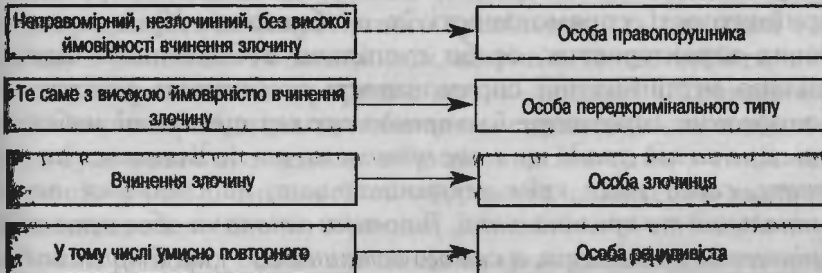 Неправомірний, незлочинний, без високої
ймовірності вчинення злочину
Особа правопорушника
Те саме з високою ймовірністю вчинення
злочину
Особа передкримінального типу
Вчинення злочину
Особа злочинця
У тому числі умисно повторного
Особа рецидивіста